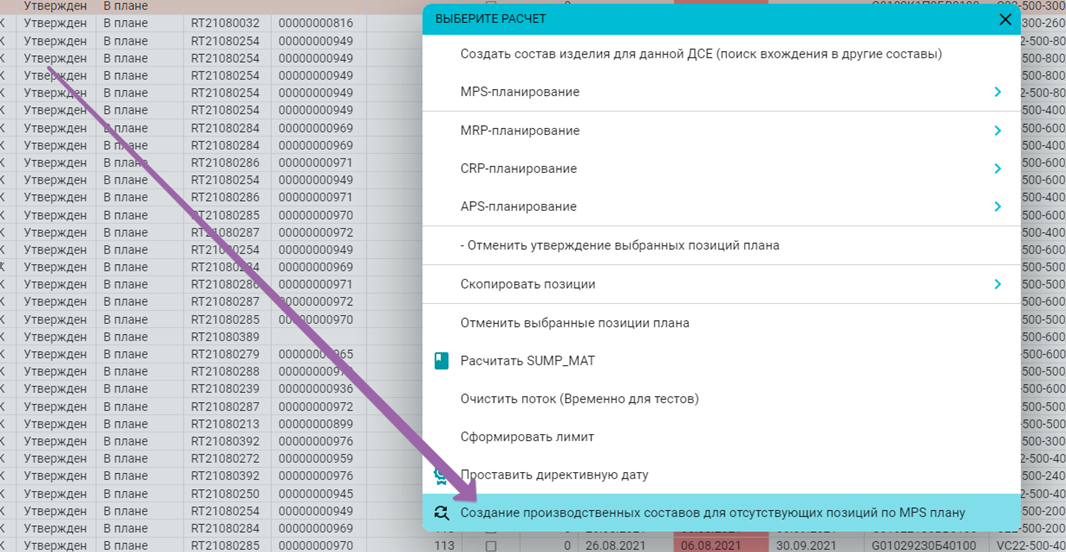 Утвержден В плане
К Утвержден В плане RT21080032 00000000816
К Утвержден В плане RT21080254 00000000949
К Утвержден В плане RT21080254 00000000949
К Утвержден В плане RT21080254 00000000949
К Утвержден В плане RT21080254 00000000949
К Утвержден В плане RT21080254 00000000949
К Утвержден В плане RT21080284 00000000969
К Утвержден В плане RT21080284 00000000969
К Утвержден В плане RT21080286 00000000971
К Утвержден В плане RT21080254 00000000949
К Утвержден В плане RT21080286 00000000971
К Утвержден В плане RT21080285 00000000970
К Утвержден В плане RT21080287 00000000972
К Утвержден В плане RT21080254 00000000949
К Утвержден В плане RT21080284 00000000969
К Утвержден В плане RT21080286 00000000971
К Утвержден В плане RT21080287 00000000972
К Утвержден В плане RT21080285 00000000970
К Утвержден В плане RT21080389
К Утвержден В плане RT21080279 00000000965
К Утвержден В плане RT21080288
К Утвержден В плане RT21080239 00000000936
К Утвержден В плане RT21080287 00000000972
К Утвержден В плане RT21080213 00000000899
К Утвержден В плане RT21080392 00000000976
К Утвержден В плане RT21080272 00000000959
К Утвержден В плане RT21080392 00000000976
К Утвержден В плане RT21080250 00000000945
К Утвержден В плане RT21080254 00000000949
К Утвержден В плане RT21080284 00000000969
К Утвержден В плане RT21080285 00000000970 113 0 26.08.2021 06.08.2021 30.09.2021 G01029230Б40100 VC22-500-40
ВЫБЕРИТЕ РАСЧЕТ
Создать состав изделия для данной ДСЕ (поиск вхождения в другие составы)
MPS-планирование
MRP-планирование
CRP-планирование
APS-планирование
- Отменить утверждение выбранных позиций плана
Скопировать позиции
Отменить выбранные позиции плана
Расчитать SUMP_MAT
Очистить поток (Временно для тестов)
Сформировать лимит
Проставить директивную дату
Создание производственных составов для отсутствующих позиций по MPS плану